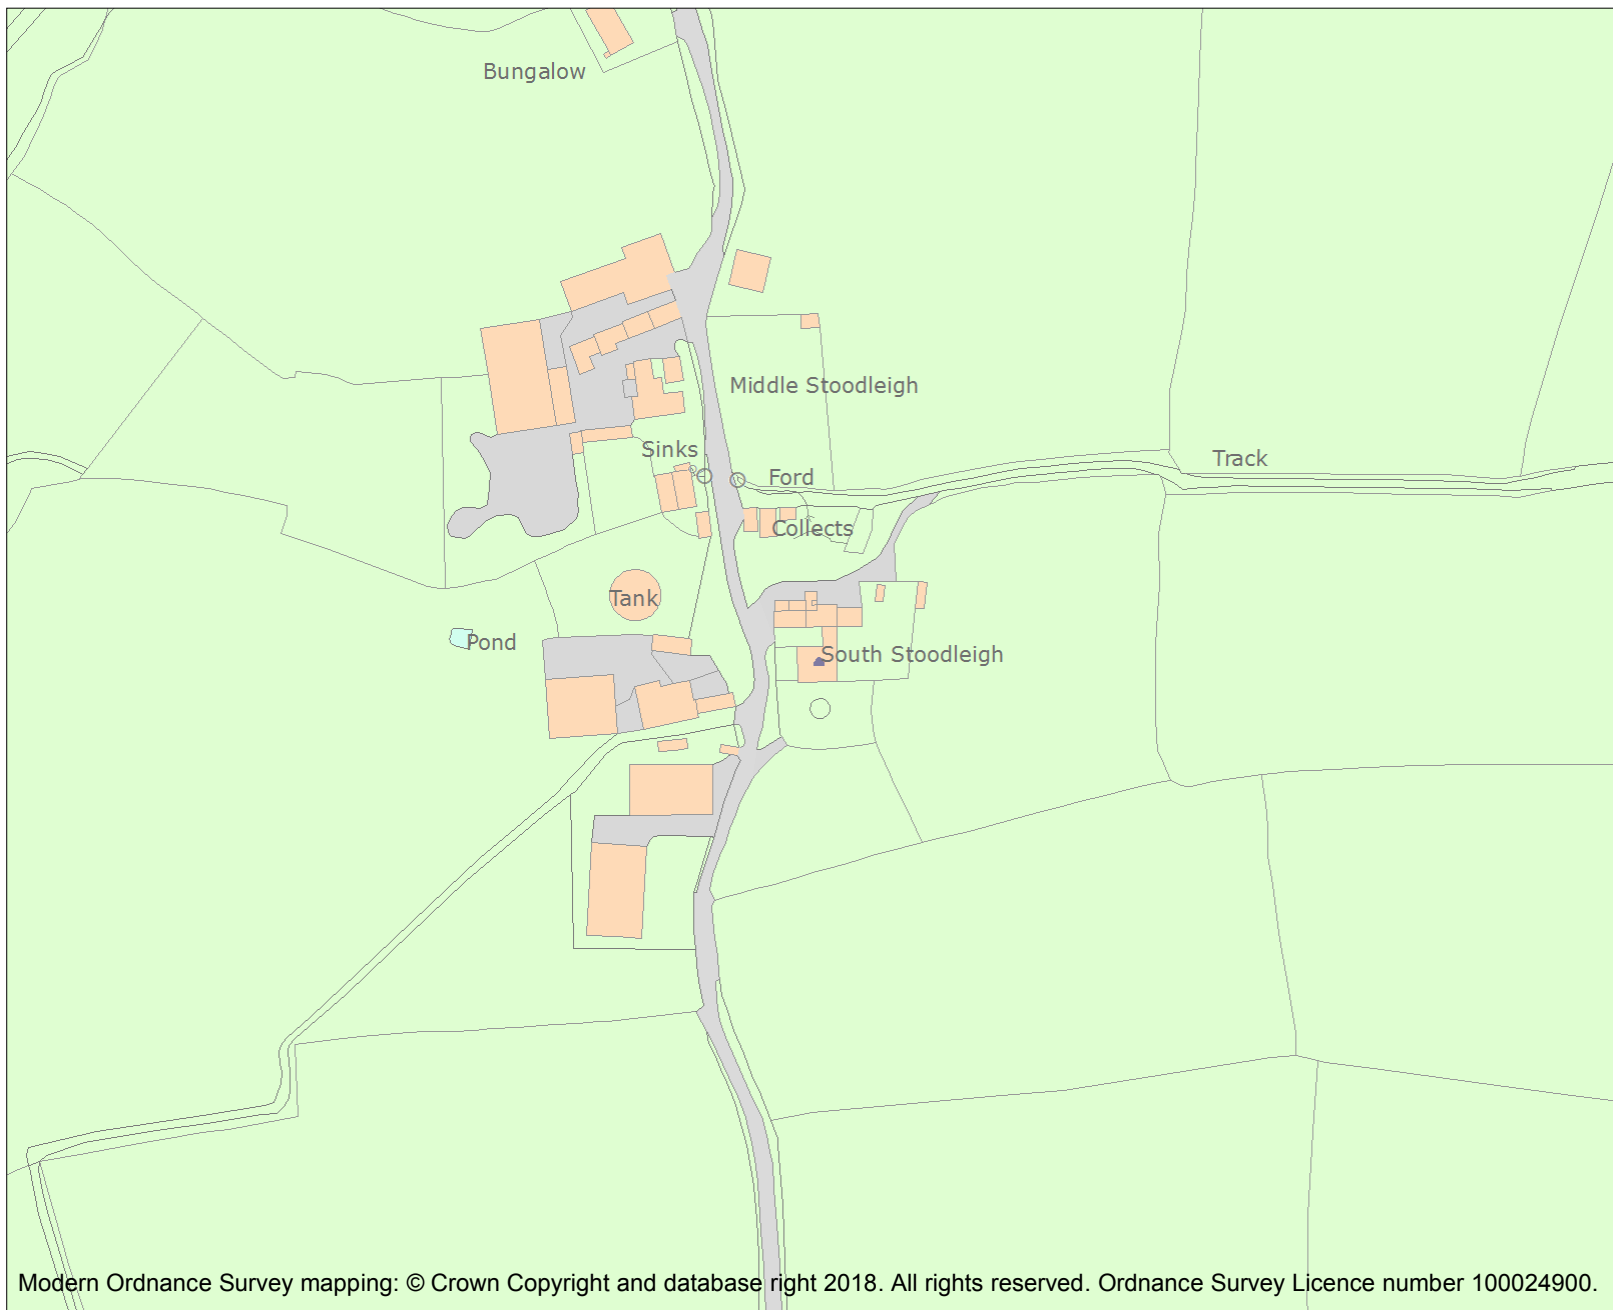 Bungalow
Middle Stoodleigh
Sinks
Track
Ford
Collects
Tank
Pond
South Stoodleigh
Modern Ordnance Survey mapping: © Crown Copyright and database right 2018. All rights reserved. Ordnance Survey Licence number 100024900.